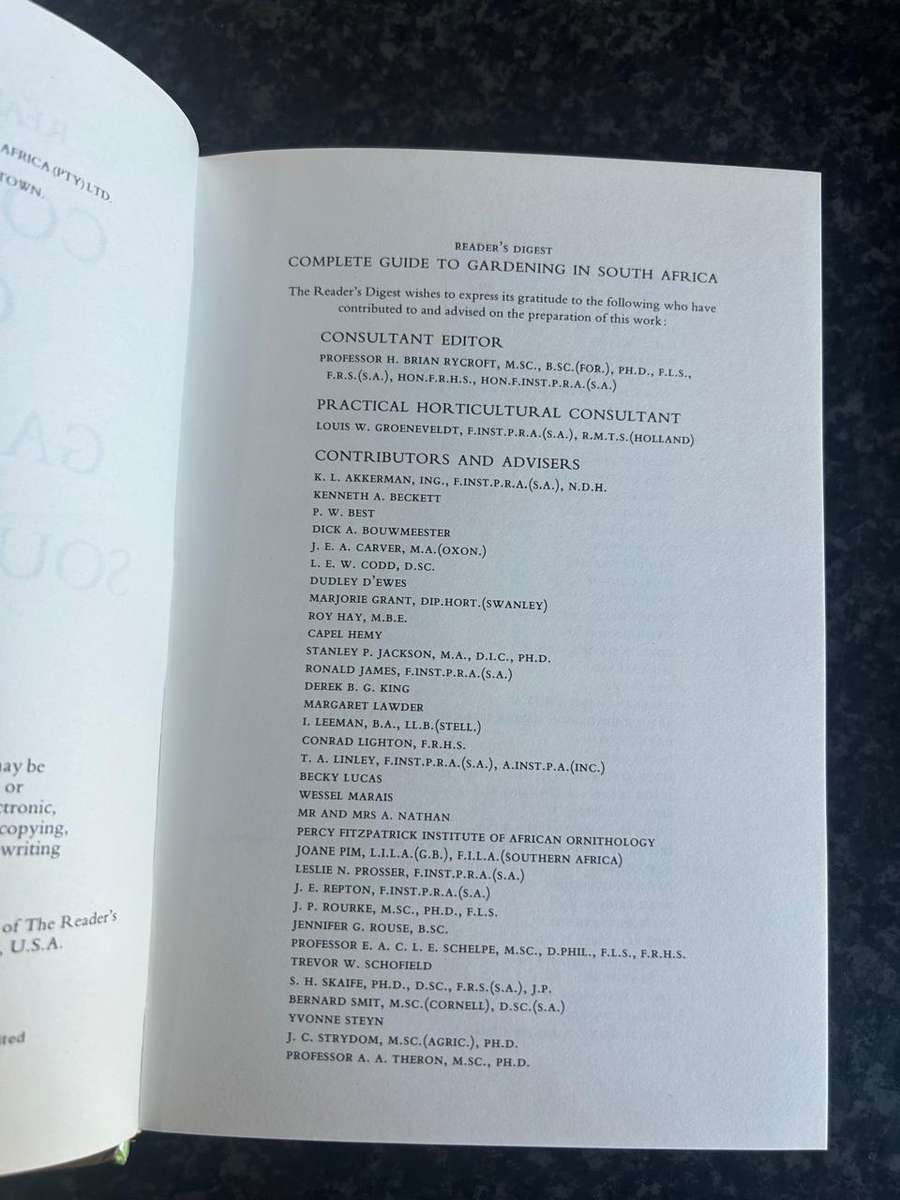 AFRICA (PTY) LTD.
TOWN.
may be
or
ctronic,
copying,
writing
of The Reader's
, U.S.A.
READER'S DIGEST
COMPLETE GUIDE TO GARDENING IN SOUTH AFRICA
The Reader's Digest wishes to express its gratitude to the following who have
contributed to and advised on the preparation of this work:
CONSULTANT EDITOR
PROFESSOR H. BRIAN RYCROFT, M.SC., B.SC.(FOR.), PH.D., F.L.S.,
F.R.S.(S.A.), HON.F.R.H.S., HON.F.INST.P.R.A.(S.A.)
PRACTICAL HORTICULTURAL CONSULTANT
LOUIS W. GROENEVELDT, F.INST.P.R.A.(S.A.), R.M.T.S.(HOLLAND)
CONTRIBUTORS AND ADVISERS
K. L. AKKERMAN, ING., F.INST.P.R.A.(S.A.), N.D.H.
KENNETH A. BECKETT
P. W. BEST
DICK A. BOUWMEESTER
J. E. A. CARVER, M.A.(OXON.)
L. E. W. CODD, D.SC.
DUDLEY D'EWES
MARJORIE GRANT, DIP.HORT.(SWANLEY)
ROY HAY, M.B.E.
CAPEL HEMY
STANLEY P. JACKSON, M.A., D.I.C., PH.D.
RONALD JAMES, F.INST.P.R.A.(S.A.)
DEREK B. G. KING
MARGARET LAWDER
I. LEEMAN, B.A., LL.B.(STELL.)
CONRAD LIGHTON, F.R.H.S.
T. A. LINLEY, F.INST.P.R.A.(S.A.), A.INST.P.A.(INC.)
BECKY LUCAS
WESSEL MARAIS
MR AND MRS A. NATHAN
PERCY FITZPATRICK INSTITUTE OF AFRICAN ORNITHOLOGY
JOANE PIM, L.I.L.A.(G.B.), F.I.L.A.(SOUTHERN AFRICA)
LESLIE N. PROSSER, F.INST.P.R.A.(S.A.)
J. E. REPTON, F.INST.P.R.A.(S.A.)
J. P. ROURKE, M.SC., PH.D., F.L.S.
JENNIFER G. ROUSE, B.SC.
PROFESSOR E. A. C. L. E. SCHELPE, M.SC., D.PHIL., F.L.S., F.R.H.S.
TREVOR W. SCHOFIELD
S. H. SKAIFE, PH.D., D.SC., F.R.S.(S.A.), J.P.
BERNARD SMIT, M.SC.(CORNELL), D.SC.(S.A.)
YVONNE STEYN
J. C. STRYDOM, M.SC.(AGRIC.), PH.D.
PROFESSOR A. A. THERON, M.SC., PH.D.